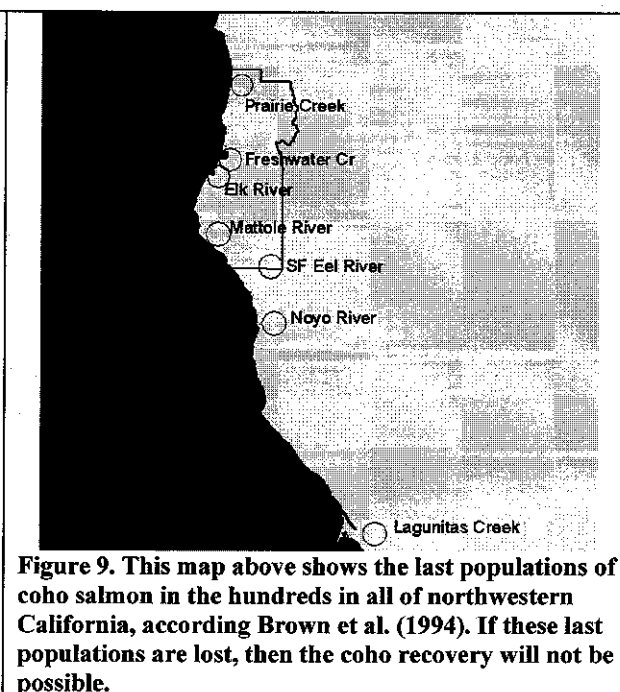 Prairie Creek
Freshwater Cr
Elk River
Mattole River
SF Eel River
Noyo River
Lagunitas Creek
Figure 9. This map above shows the last populations of
coho salmon in the hundreds in all of northwestern
California, according Brown et al. (1994). If these last
populations are lost, then the coho recovery will not be
possible.